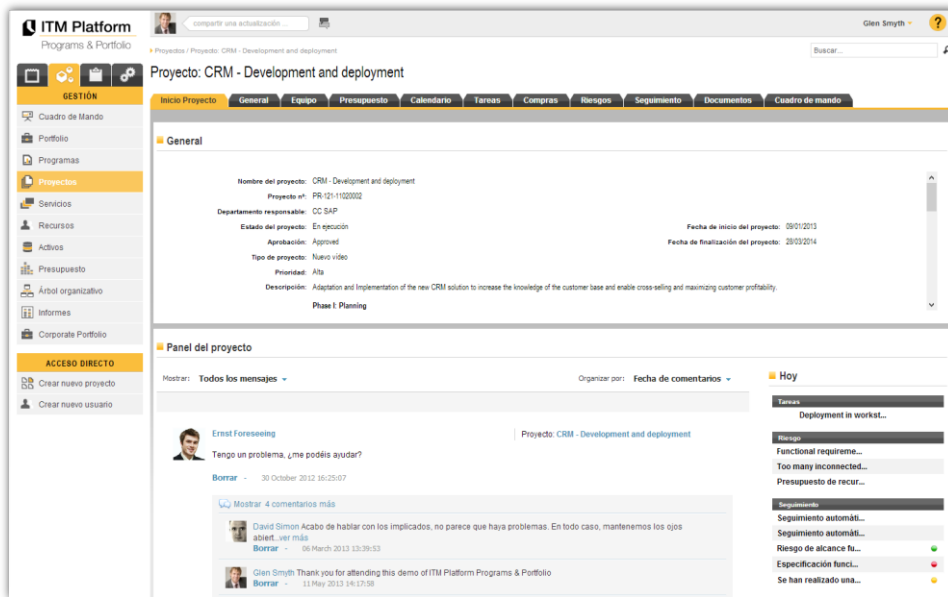 ITM Platform
Programs & Portfolio
compartir una actualización ...
Glen Smyth
?
Proyectos / Proyecto: CRM - Development and deployment
Buscar...
Proyecto: CRM - Development and deployment
GESTIÓN
Cuadro de Mando
Portfolio
Programas
Proyectos
Servicios
Recursos
Activos
Presupuesto
Árbol organizativo
Informes
Corporate Portfolio
ACCESO DIRECTO
Crear nuevo proyecto
Crear nuevo usuario
Inicio Proyecto General Equipo Presupuesto Calendario Tareas Compras Riesgos Seguimiento Documentos Cuadro de mando
General
Nombre del proyecto: CRM - Development and deployment
Proyecto nº: PR-121-11020002
Departamento responsable: CC SAP
Estado del proyecto: En ejecución Fecha de inicio del proyecto: 09/01/2013
Aprobación: Approved Fecha de finalización del proyecto: 28/03/2014
Tipo de proyecto: Nuevo vídeo
Prioridad: Alta
Descripción: Adaptation and Implementation of the new CRM solution to increase the knowledge of the customer base and enable cross-selling and maximizing customer profitability.
Phase I: Planning
Panel del proyecto
Mostrar: Todos los mensajes Organizar por: Fecha de comentarios
Ernst Foreseeing Proyecto: CRM - Development and deployment
Tengo un problema, ¿me podéis ayudar?
Borrar - 30 October 2012 16:25:07
Mostrar 4 comentarios más
David Simon Acabo de hablar con los implicados, no parece que haya problemas. En todo caso, mantenemos los ojos
abiert...ver más
Borrar - 06 March 2013 13:39:53
Glen Smyth Thank you for attending this demo of ITM Platform Programs & Portfolio
Borrar - 11 May 2013 14:17:58
Hoy
Tareas
Deployment in workst...
Riesgo
Functional requireme...
Too many inconnected...
Presupuesto de recur...
Seguimiento
Seguimiento automáti...
Seguimiento automáti...
Riesgo de alcance fu...
Especificación funci...
Se han realizado una...